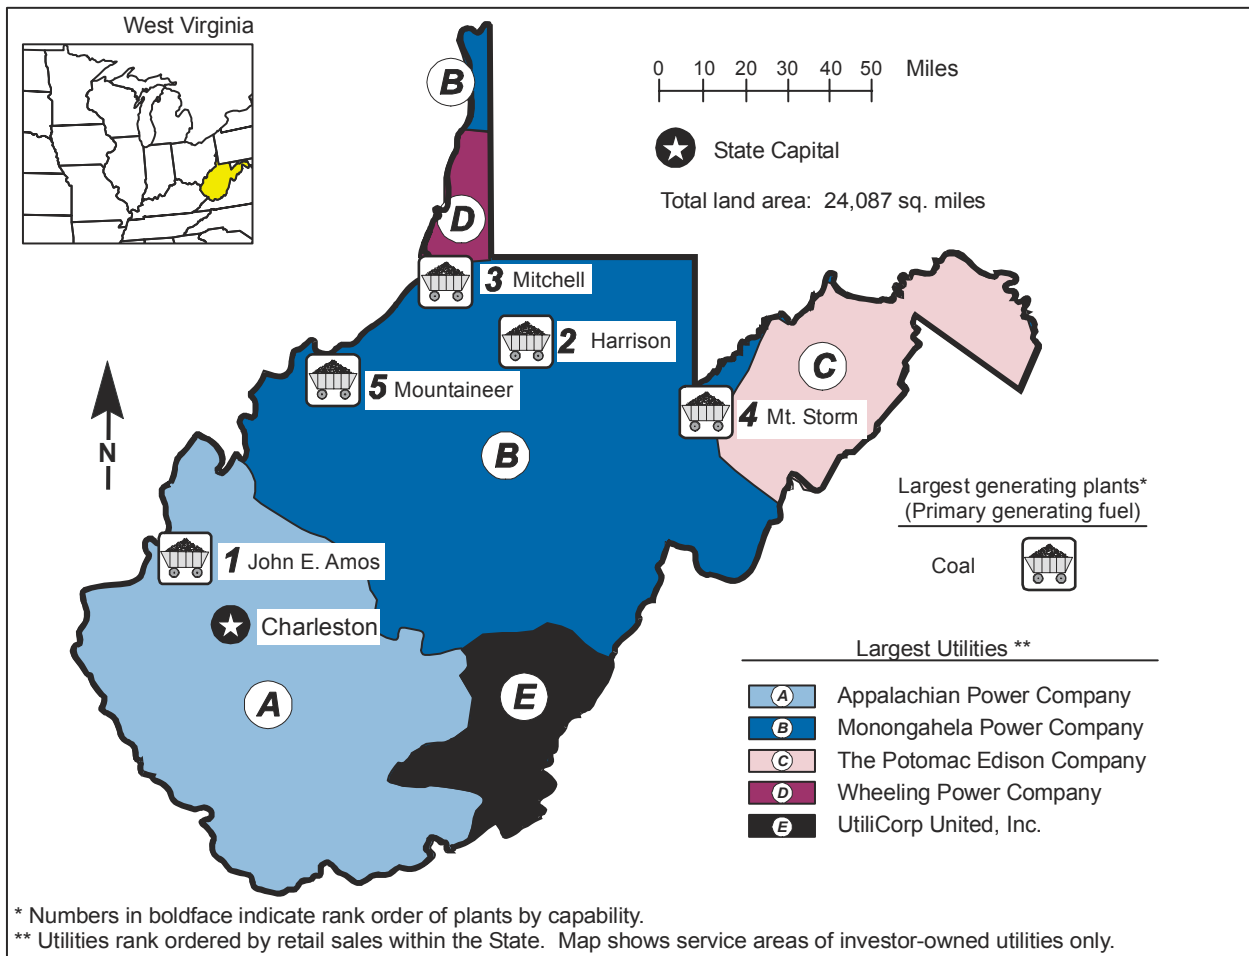 West Virginia
B
0 10 20 30 40 50 Miles
State Capital
Total land area: 24,087 sq. miles
D
3 Mitchell
2 Harrison
C
5 Mountaineer
4 Mt. Storm
N
B
Largest generating plants*
(Primary generating fuel)
Coal
1 John E. Amos
Charleston
A
E
Largest Utilities **
A Appalachian Power Company
B Monongahela Power Company
C The Potomac Edison Company
D Wheeling Power Company
E UtiliCorp United, Inc.
* Numbers in boldface indicate rank order of plants by capability.
** Utilities rank ordered by retail sales within the State. Map shows service areas of investor-owned utilities only.